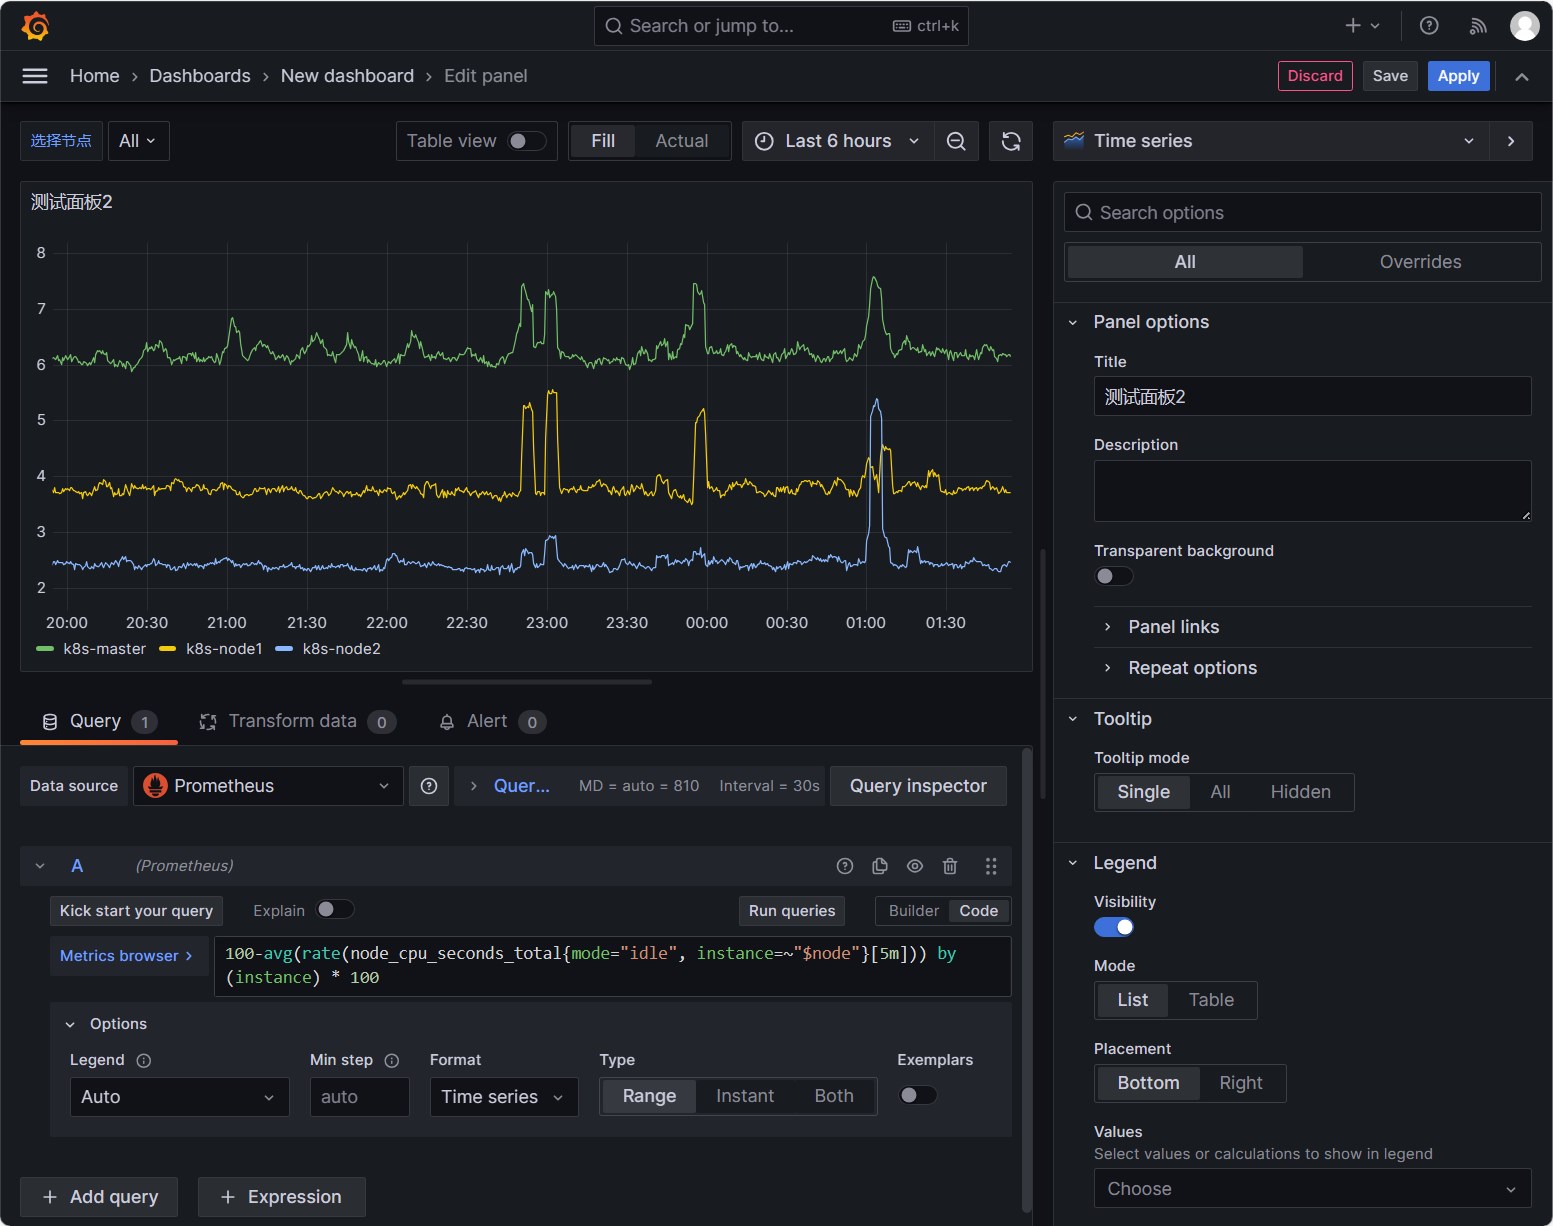 Search or jump to... ctrl+k
Home › Dashboards › New dashboard › Edit panel
Discard Save Apply
选择节点 All
Table view Fill Actual Last 6 hours
Time series
测试面板2
8
7
6
5
4
3
2
20:00 20:30 21:00 21:30 22:00 22:30 23:00 23:30 00:00 00:30 01:00 01:30
k8s-master k8s-node1 k8s-node2
Query 1 Transform data 0 Alert 0
Data source Prometheus Quer... MD = auto = 810 Interval = 30s Query inspector
A (Prometheus)
Kick start your query Explain Run queries Builder Code
Metrics browser >
100-avg(rate(node_cpu_seconds_total{mode="idle", instance=~"$node"}[5m])) by
(instance) * 100
Options
Legend Min step Format Type Exemplars
Auto auto Time series Range Instant Both
+ Add query + Expression
Search options
All Overrides
Panel options
Title
测试面板2
Description
Transparent background
Panel links
Repeat options
Tooltip
Tooltip mode
Single All Hidden
Legend
Visibility
Mode
List Table
Placement
Bottom Right
Values
Select values or calculations to show in legend
Choose